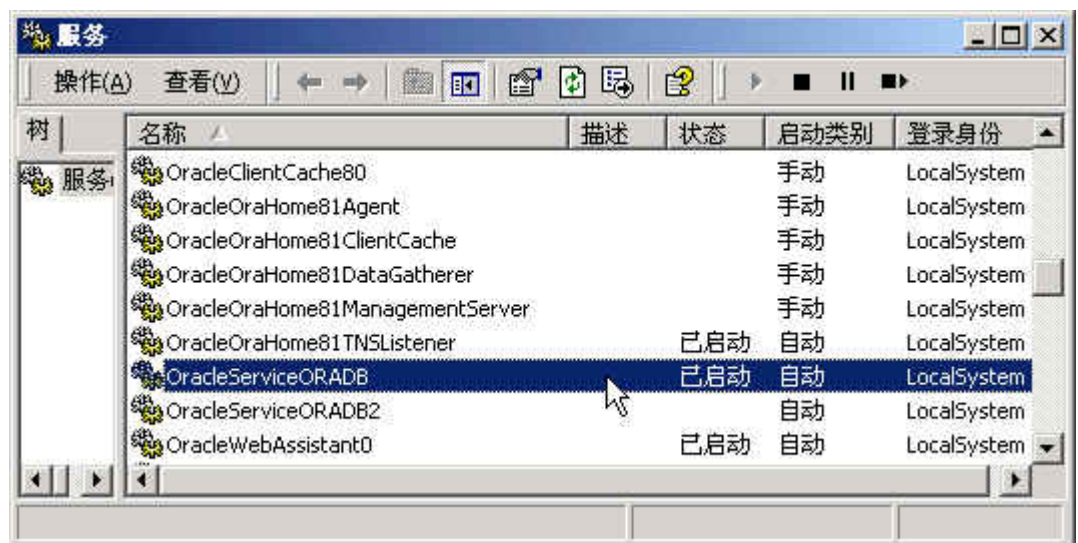 服务
操作(A) 查看(V)
树 名称 描述 状态 启动类别 登录身份
服务 OracleClientCache80 手动 LocalSystem
OracleOraHome81Agent 手动 LocalSystem
OracleOraHome81ClientCache 手动 LocalSystem
OracleOraHome81DataGatherer 手动 LocalSystem
OracleOraHome81ManagementServer 手动 LocalSystem
OracleOraHome81TNSListener 已启动 自动 LocalSystem
OracleServiceORADB 已启动 自动 LocalSystem
OracleServiceORADB2 自动 LocalSystem
OracleWebAssistant0 已启动 自动 LocalSystem